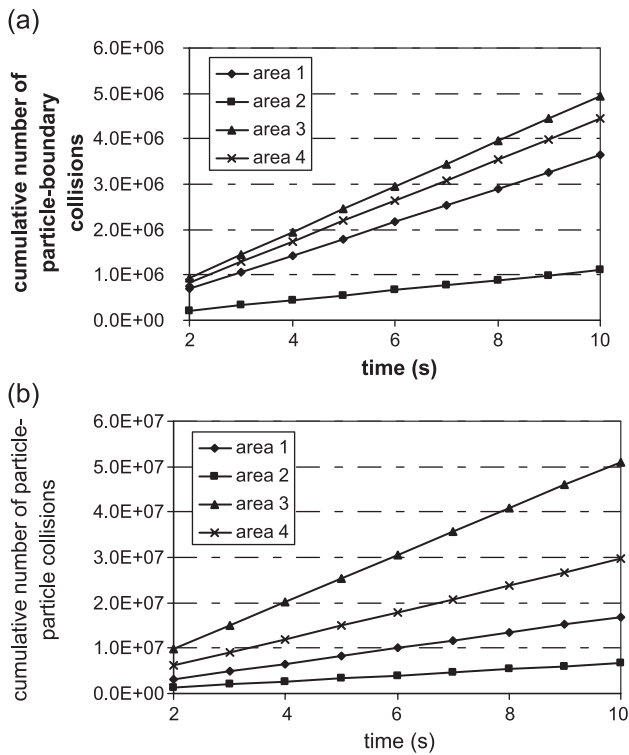 (a)
cumulative number of
particle-boundary
collisions
6.0E+06
5.0E+06
4.0E+06
3.0E+06
2.0E+06
1.0E+06
0.0E+00
area 1
area 2
area 3
area 4
2 4 6 8 10
time (s)
(b)
cumulative number of particle-
particle collisions
6.0E+07
5.0E+07
4.0E+07
3.0E+07
2.0E+07
1.0E+07
0.0E+00
area 1
area 2
area 3
area 4
2 4 6 8 10
time (s)